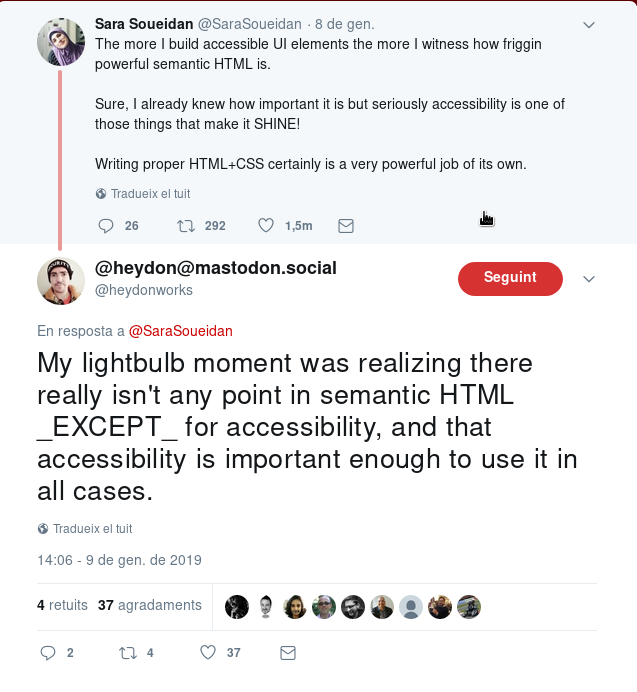 Sara Soueidan @SaraSoueidan · 8 de gen.
The more I build accessible UI elements the more I witness how friggin
powerful semantic HTML is.
Sure, I already knew how important it is but seriously accessibility is one of
those things that make it SHINE!
Writing proper HTML+CSS certainly is a very powerful job of its own.
Tradueix el tuit
26 292 1,5m
@heydon@mastodon.social
@heydonworks
Seguint
En resposta a @SaraSoueidan
My lightbulb moment was realizing there
really isn't any point in semantic HTML
_EXCEPT_ for accessibility, and that
accessibility is important enough to use it in
all cases.
Tradueix el tuit
14:06 - 9 de gen. de 2019
4 retuits 37 agradaments
2 4 37